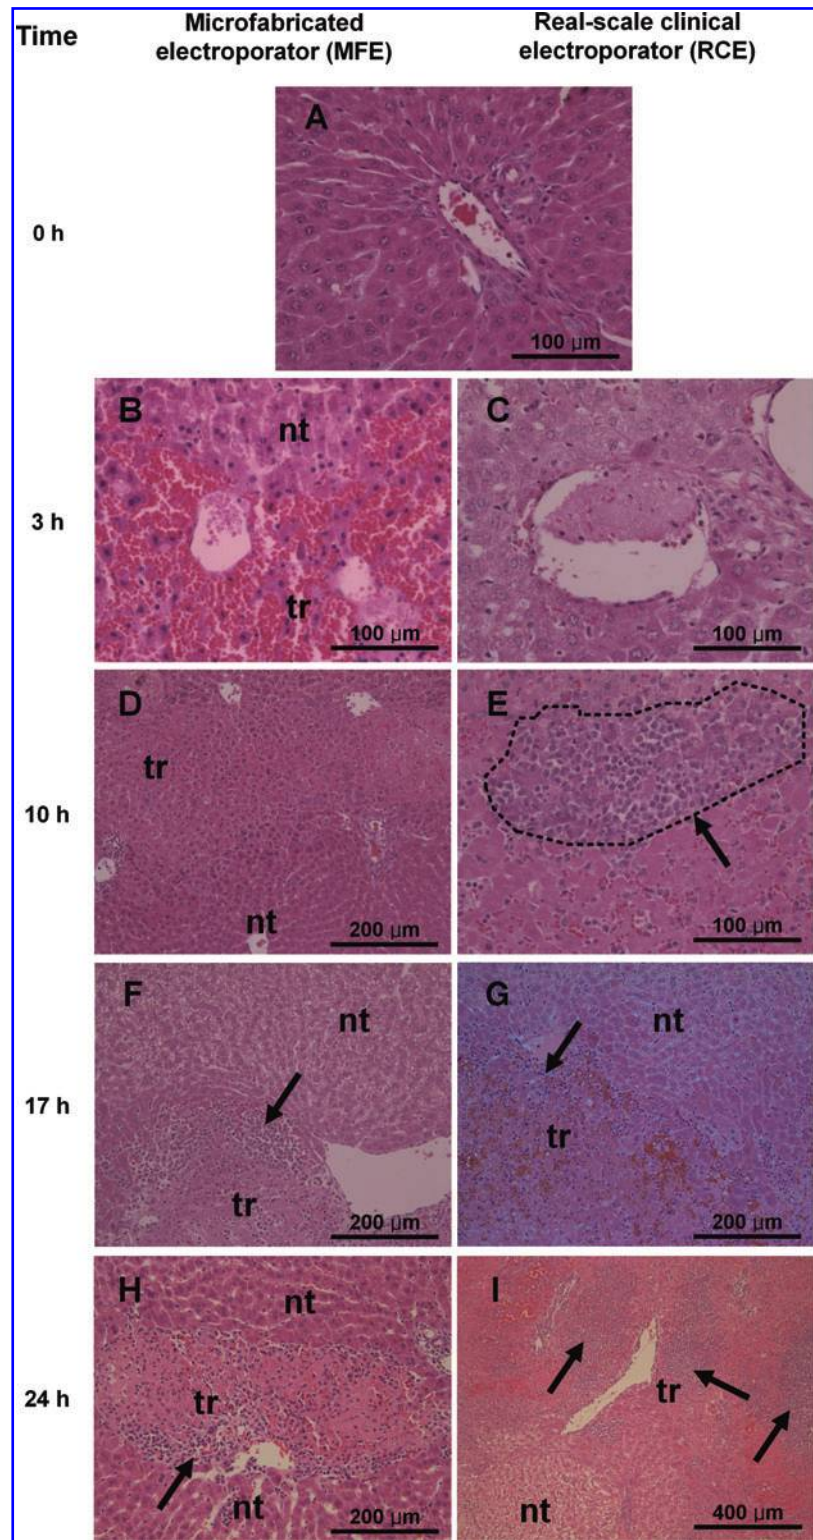 Time
Microfabricated
electroporator (MFE)
Real-scale clinical
electroporator (RCE)
0 h
A
100 μm
3 h
B
nt
tr
100 μm
C
100 μm
10 h
D
tr
nt
200 μm
E
100 μm
17 h
F
nt
tr
200 μm
G
nt
tr
200 μm
24 h
H
nt
tr
nt
200 μm
I
tr
nt
400 μm